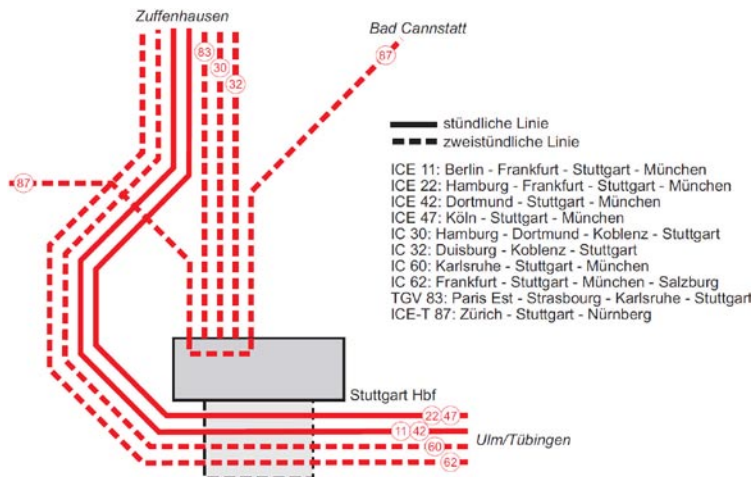 Zuffenhausen
Bad Cannstatt
83
30
32
87
87
stündliche Linie
zweistündliche Linie
ICE 11: Berlin - Frankfurt - Stuttgart - München
ICE 22: Hamburg - Frankfurt - Stuttgart - München
ICE 42: Dortmund - Stuttgart - München
ICE 47: Köln - Stuttgart - München
IC 30: Hamburg - Dortmund - Koblenz - Stuttgart
IC 32: Duisburg - Koblenz - Stuttgart
IC 60: Karlsruhe - Stuttgart - München
IC 62: Frankfurt - Stuttgart - München - Salzburg
TGV 83: Paris Est - Strasbourg - Karlsruhe - Stuttgart
ICE-T 87: Zürich - Stuttgart - Nürnberg
Stuttgart Hbf
22 47
11 42
Ulm/Tübingen
60
62